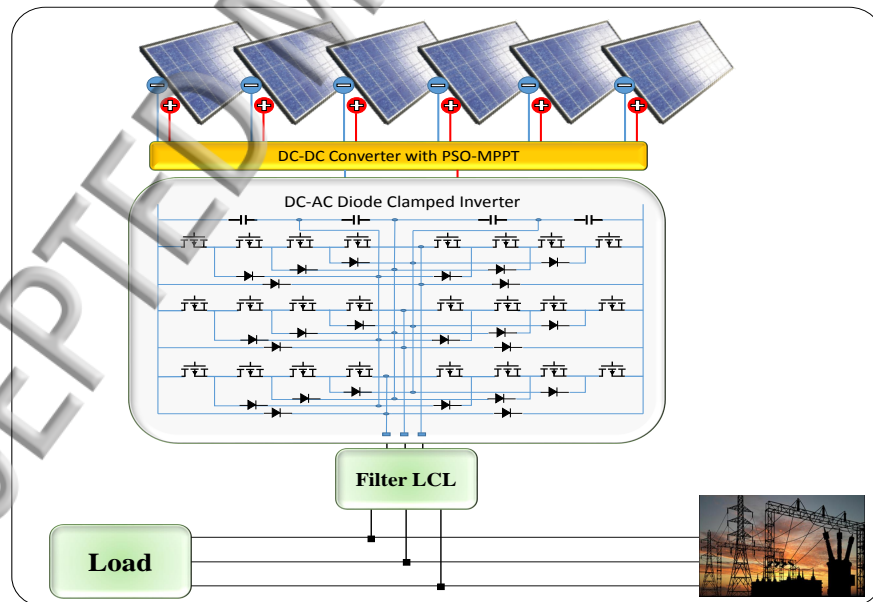 DC-DC Converter with PSO-MPPT
DC-AC Diode Clamped Inverter
Filter LCL
Load